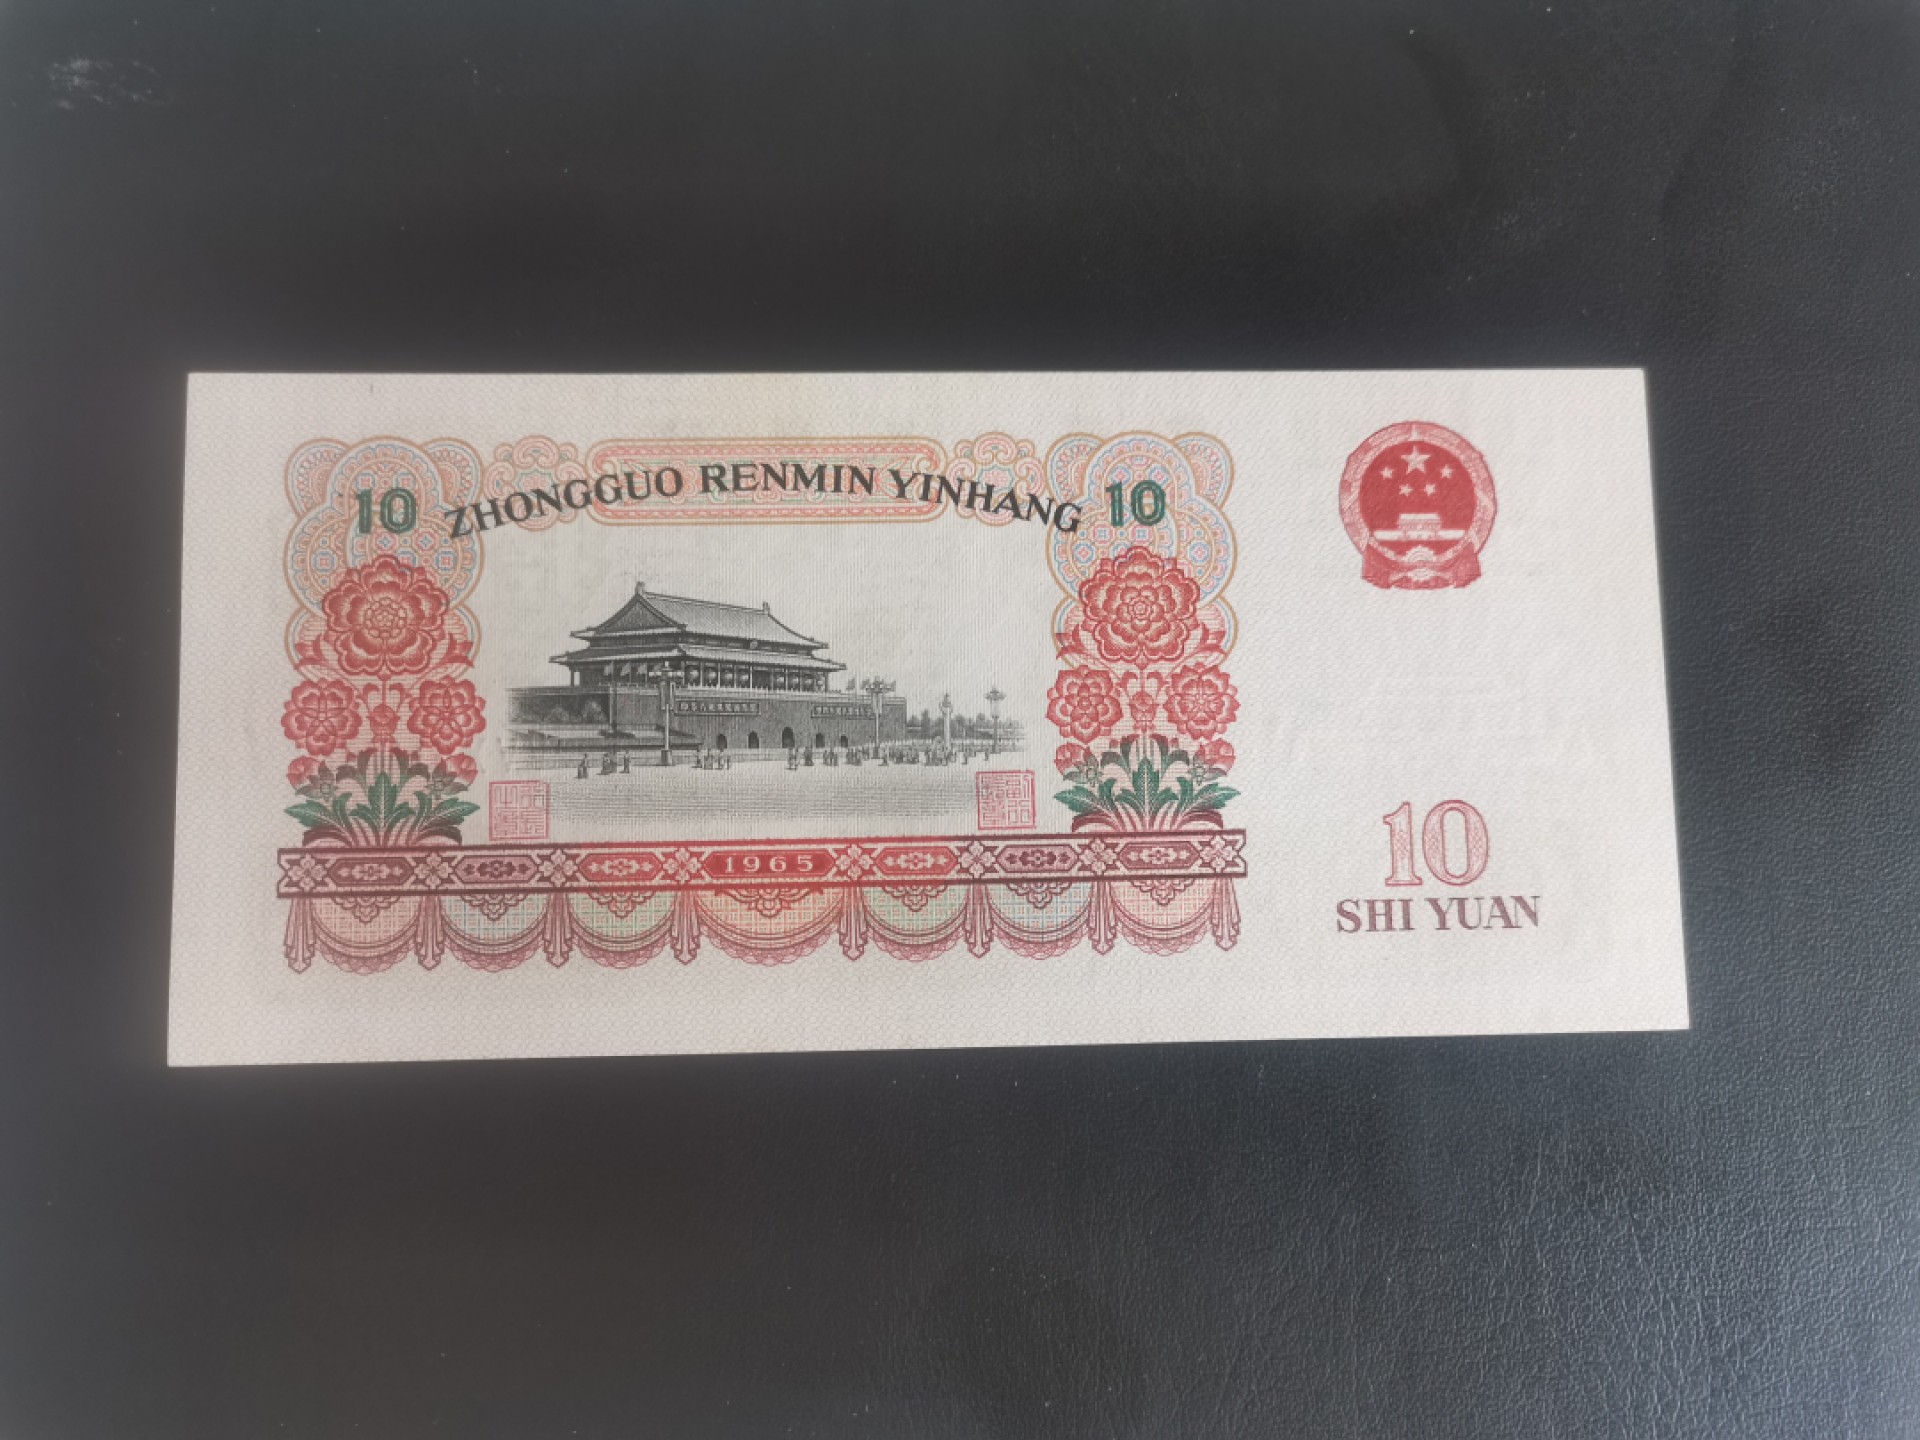 10 ZHONGGUO RENMIN YINHANG 10
1965
10
SHI YUAN